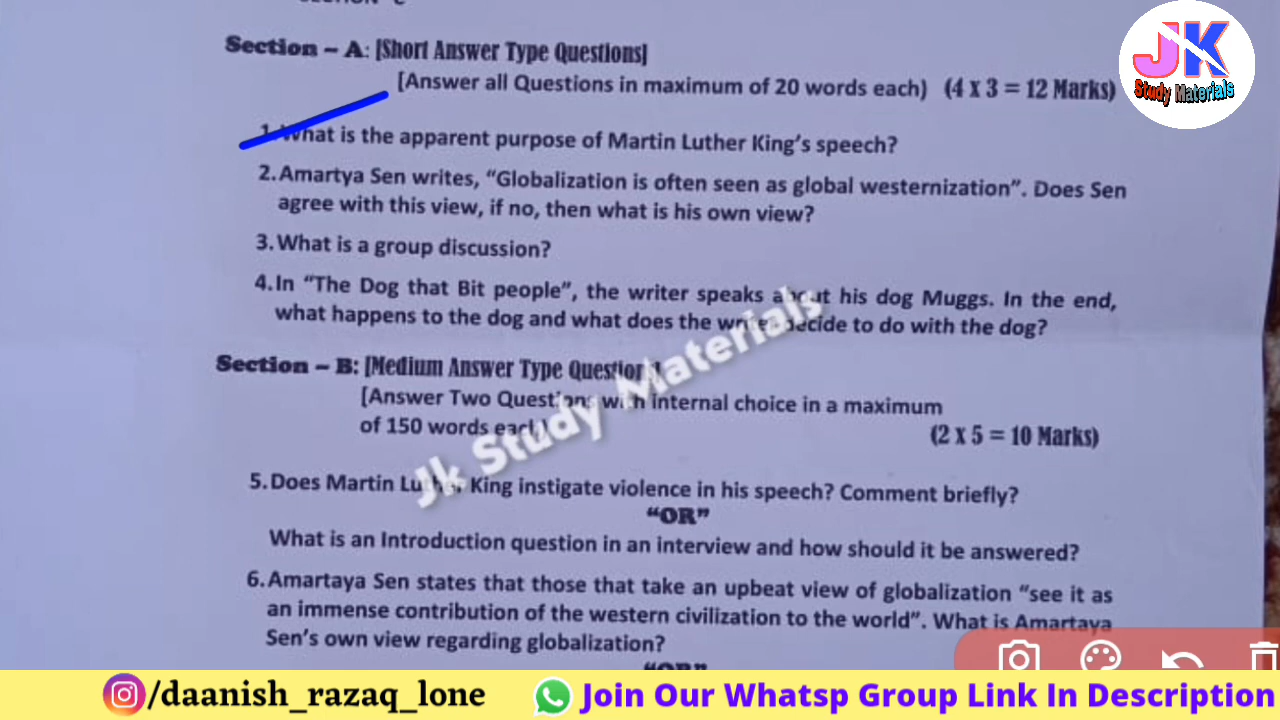 Section – A: [Short Answer Type Questions]
[Answer all Questions in maximum of 20 words each) (4 x 3 = 12 Marks)
JK
Study Materials
1. What is the apparent purpose of Martin Luther King's speech?
2. Amartya Sen writes, "Globalization is often seen as global westernization". Does Sen
agree with this view, if no, then what is his own view?
3. What is a group discussion?
4. In "The Dog that Bit people", the writer speaks about his dog Muggs. In the end,
what happens to the dog and what does the writer decide to do with the dog?
Jk Study Materials
Section – B: [Medium Answer Type Question
[Answer Two Questions with internal choice in a maximum
of 150 words each)
(2 x 5 = 10 Marks)
5. Does Martin Luther King instigate violence in his speech? Comment briefly?
"OR"
What is an Introduction question in an interview and how should it be answered?
6. Amartaya Sen states that those that take an upbeat view of globalization "see it as
an immense contribution of the western civilization to the world". What is Amartaya
Sen's own view regarding globalization?
"OR"
/daanish_razaq_lone
Join Our Whatsp Group Link In Description